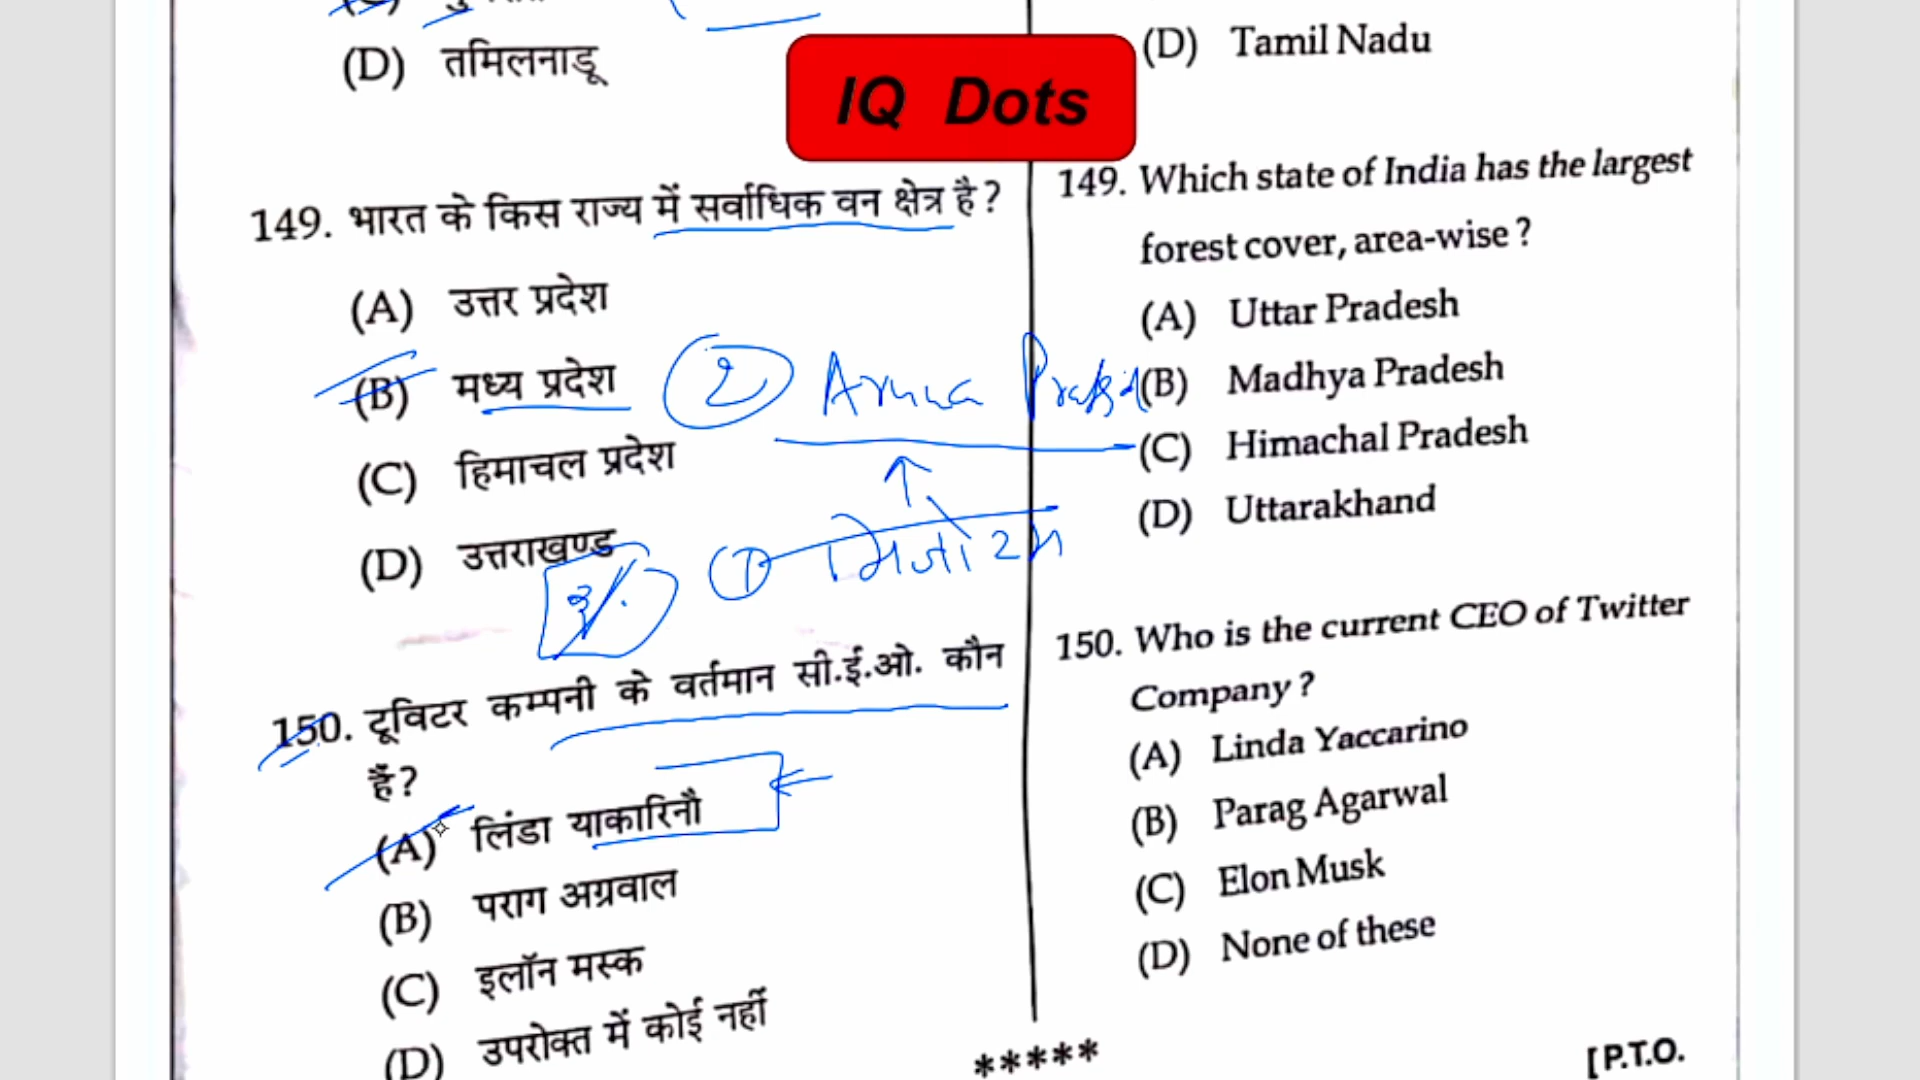 (D) तमिलनाडू
149. भारत के किस राज्य में सर्वाधिक वन क्षेत्र है?
(A) उत्तर प्रदेश
(B) मध्य प्रदेश
(C) हिमाचल प्रदेश
(D) उत्तराखण्ड
2
1 मिजोरम
150. ट्विटर कम्पनी के वर्तमान सी.ई.ओ. कौन
हैं?
(A) लिंडा याकारिनौ
(B) पराग अग्रवाल
(C) इलॉन मस्क
(D) उपरोक्त में कोई नहीं
IQ Dots
(D) Tamil Nadu
149. Which state of India has the largest
forest cover, area-wise ?
(A) Uttar Pradesh
(B) Madhya Pradesh
(C) Himachal Pradesh
(D) Uttarakhand
150. Who is the current CEO of Twitter
Company ?
(A) Linda Yaccarino
(B) Parag Agarwal
(C) Elon Musk
(D) None of these
*****
[ P.T.O.